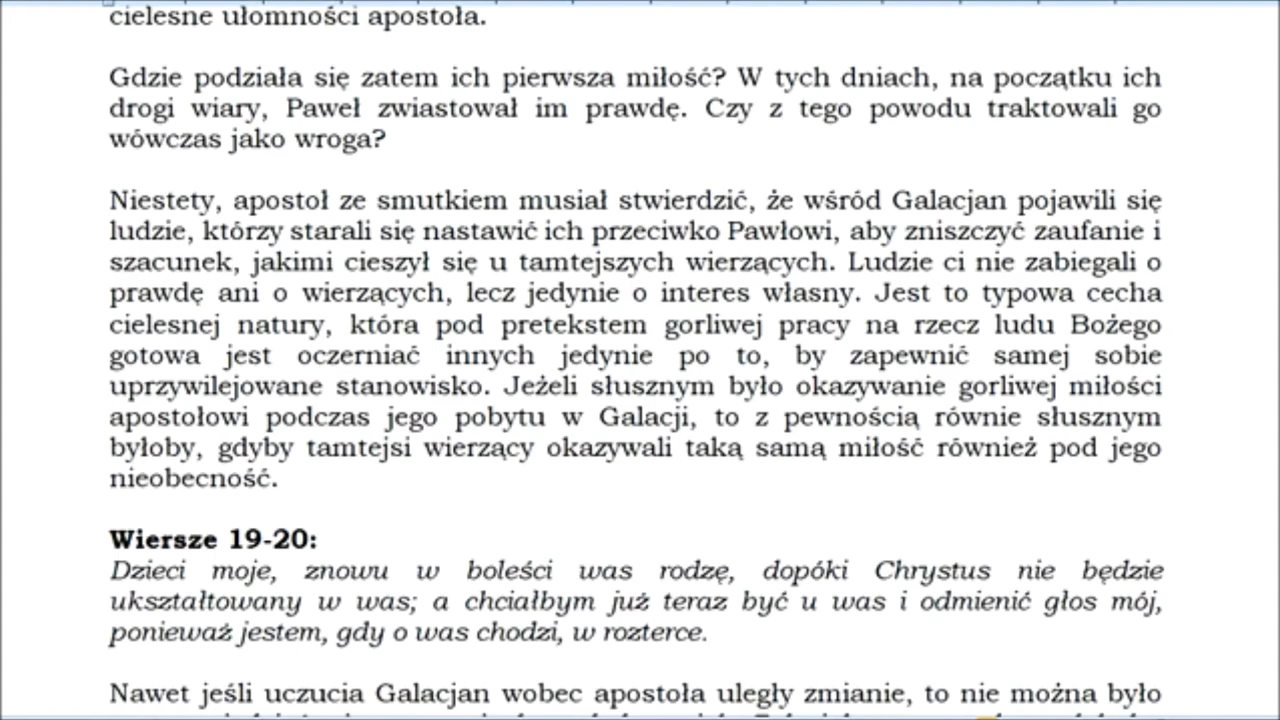 cielesne ułomności apostoła.
Gdzie podziała się zatem ich pierwsza miłość? W tych dniach, na początku ich
drogi wiary, Paweł zwiastował im prawdę. Czy z tego powodu traktowali go
wówczas jako wroga?
Niestety, apostoł ze smutkiem musiał stwierdzić, że wśród Galacjan pojawili się
ludzie, którzy starali się nastawić ich przeciwko Pawłowi, aby zniszczyć zaufanie i
szacunek, jakimi cieszył się u tamtejszych wierzących. Ludzie ci nie zabiegali o
prawdę ani o wierzących, lecz jedynie o interes własny. Jest to typowa cecha
cielesnej natury, która pod pretekstem gorliwej pracy na rzecz ludu Bożego
gotowa jest oczerniać innych jedynie po to, by zapewnić samej sobie
uprzywilejowane stanowisko. Jeżeli słusznym było okazywanie gorliwej miłości
apostołowi podczas jego pobytu w Galacji, to z pewnością równie słusznym
byłoby, gdyby tamtejsi wierzący okazywali taką samą miłość również pod jego
nieobecność.
Wiersze 19-20:
Dzieci moje, znowu w boleści was rodzę, dopóki Chrystus nie będzie
ukształtowany w was; a chciałbym już teraz być u was i odmienić głos mój,
ponieważ jestem, gdy o was chodzi, w rozterce.
Nawet jeśli uczucia Galacjan wobec apostoła uległy zmianie, to nie można było